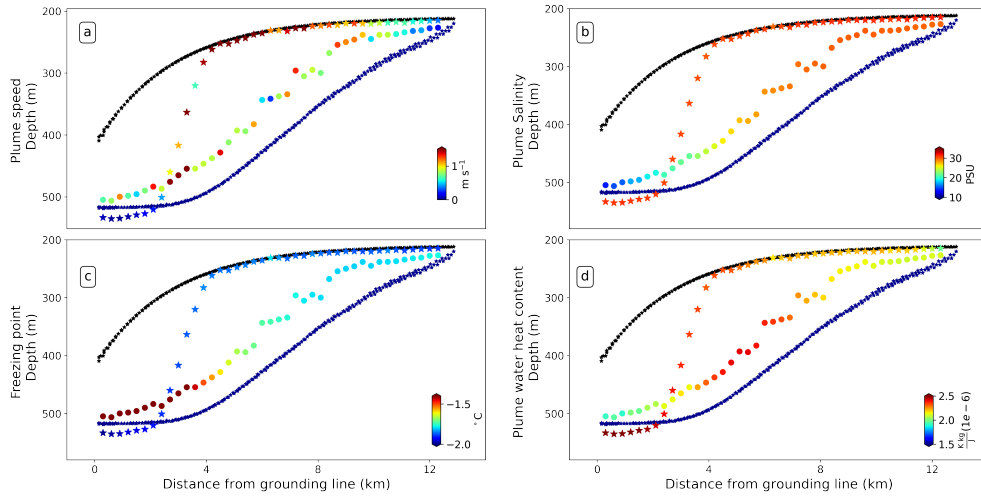 a
Plume speed
Depth (m)
200
300
400
500
1
0
m s⁻¹
b
Plume Salinity
Depth (m)
200
300
400
500
30
20
10
PSU
c
Freezing point
Depth (m)
200
300
400
500
−1.5
−2.0
°C
0
4
8
12
Distance from grounding line (km)
d
Plume water heat content
Depth (m)
200
300
400
500
2.5
2.0
1.5
K kg
J
(1e − 6)
0
4
8
12
Distance from grounding line (km)